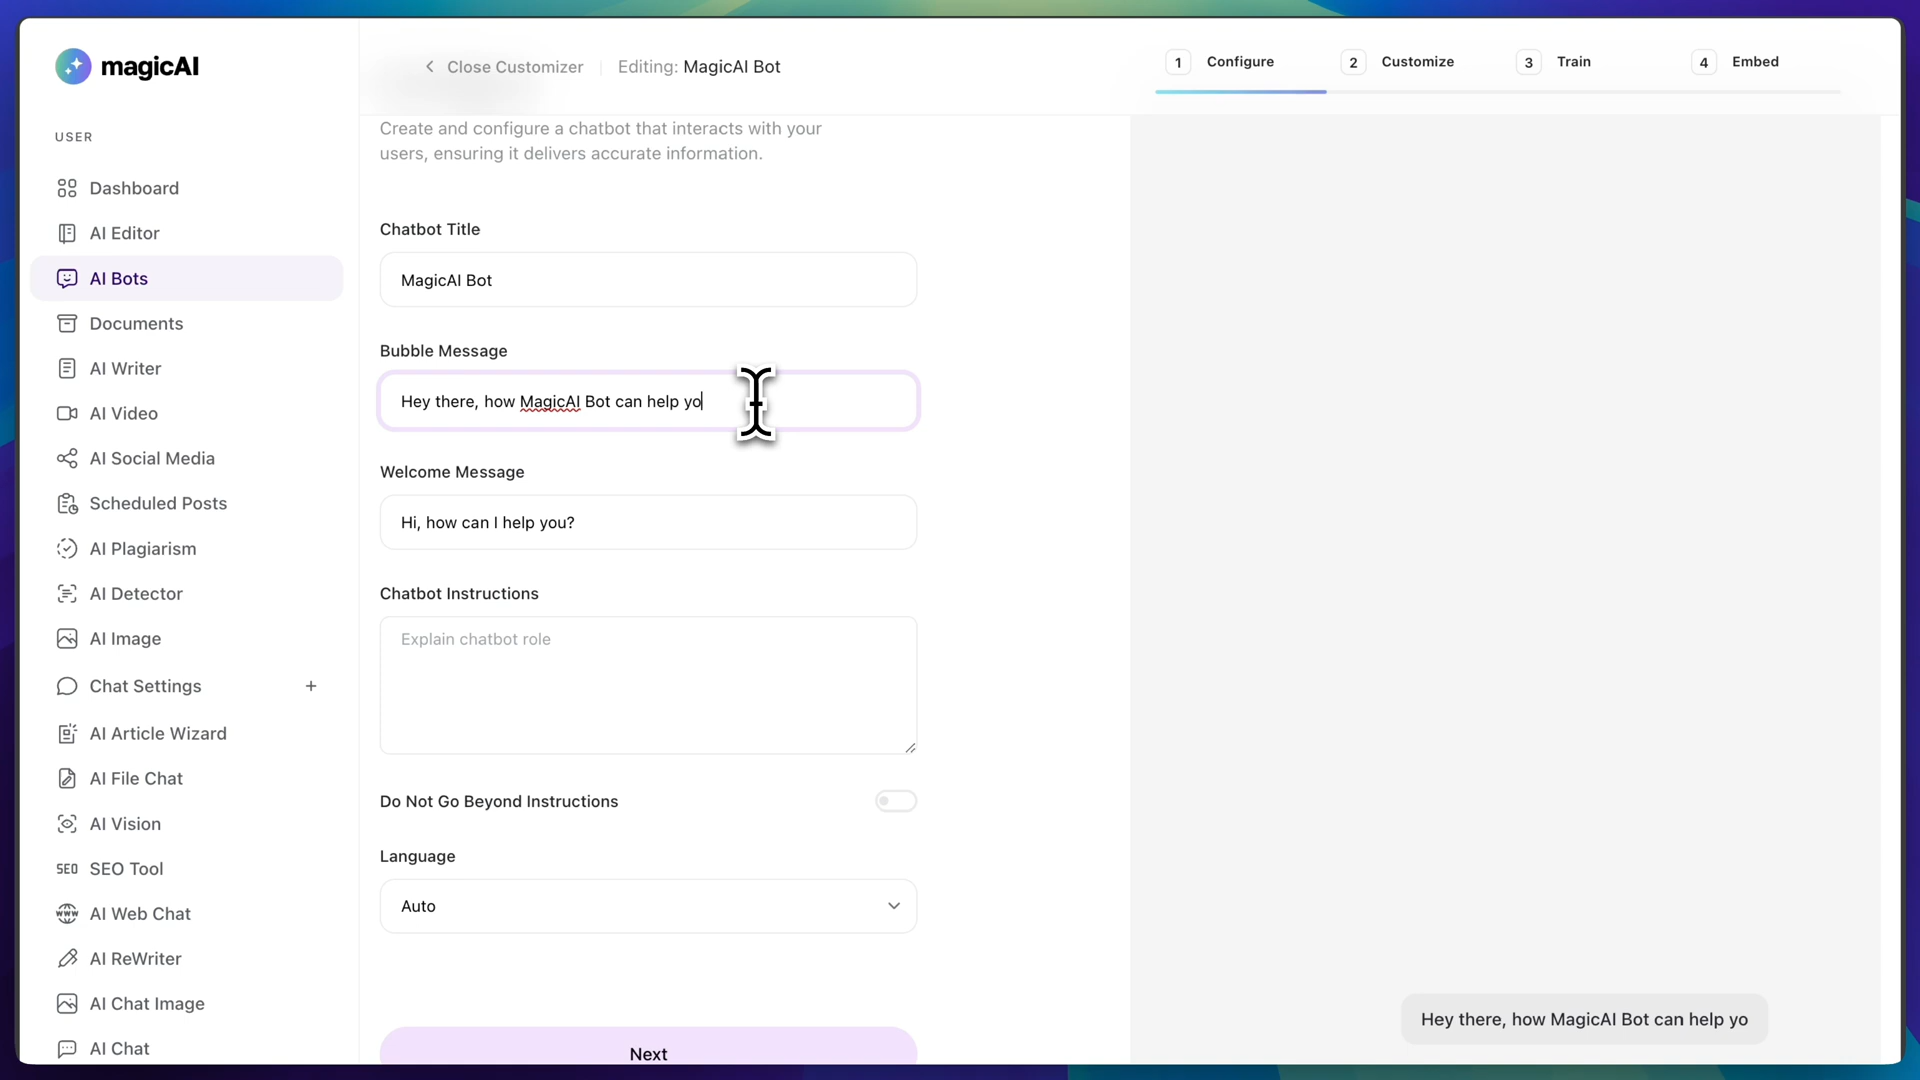 magicAI
USER
Dashboard
AI Editor
AI Bots
Documents
AI Writer
AI Video
AI Social Media
Scheduled Posts
AI Plagiarism
AI Detector
AI Image
Chat Settings +
AI Article Wizard
AI File Chat
AI Vision
SEO SEO Tool
www AI Web Chat
AI ReWriter
AI Chat Image
AI Chat
Close Customizer
Editing: MagicAI Bot
1 Configure
2 Customize
3 Train
4 Embed
Create and configure a chatbot that interacts with your
users, ensuring it delivers accurate information.
Chatbot Title
MagicAI Bot
Bubble Message
Hey there, how MagicAI Bot can help yo
Welcome Message
Hi, how can I help you?
Chatbot Instructions
Explain chatbot role
Do Not Go Beyond Instructions
Language
Auto
Next
Hey there, how MagicAI Bot can help yo